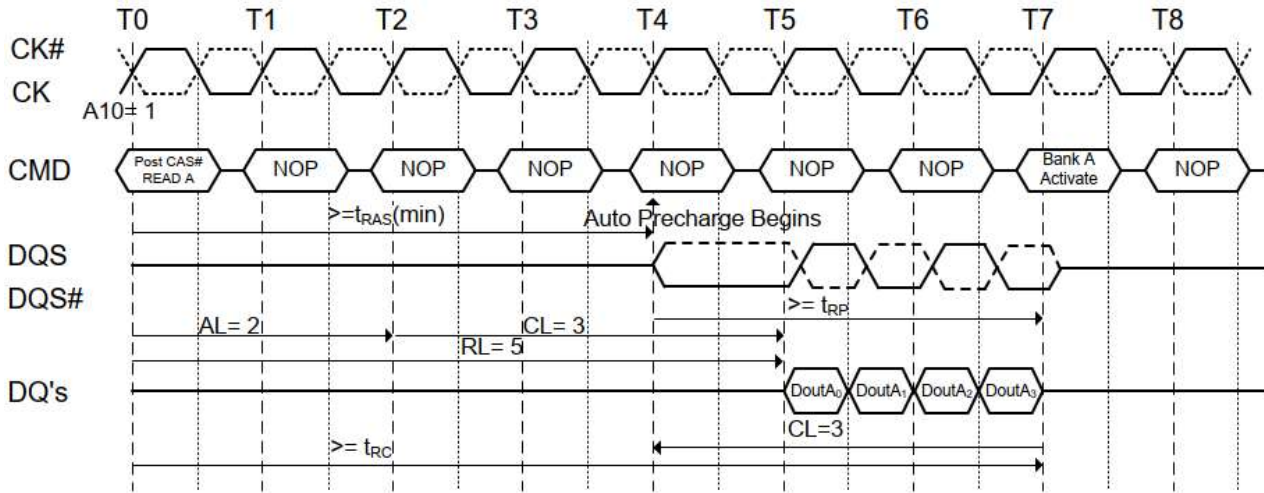 T0 T1 T2 T3 T4 T5 T6 T7 T8
CK#
CK
A10= 1
CMD
Post CAS#
READ A
NOP NOP NOP NOP NOP NOP
Bank A
Activate
NOP
>=tRAS(min)
Auto Precharge Begins
DQS
DQS#
>= tRP
AL= 2
CL= 3
RL= 5
DQ's
DoutA0 DoutA1 DoutA2 DoutA3
CL=3
>= tRC